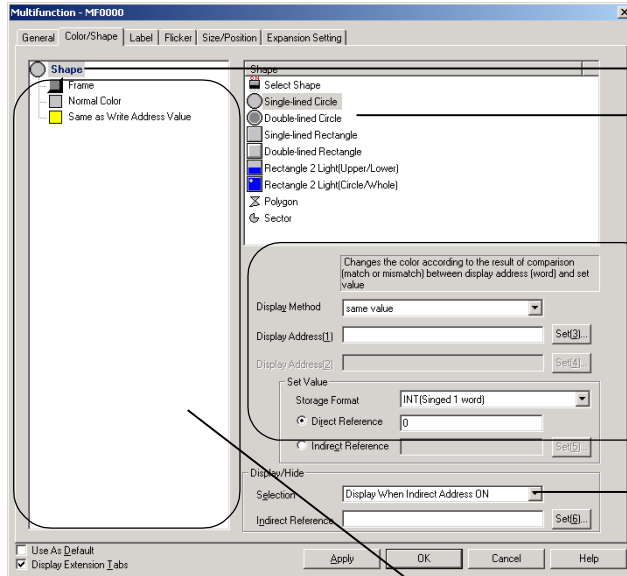 Multifunction - MF0000
General Color/Shape Label Flicker Size/Position Expansion Setting
Shape
Frame
Normal Color
Same as Write Address Value
Shape
Select Shape
Single-lined Circle
Double-lined Circle
Single-lined Rectangle
Double-lined Rectangle
Rectangle 2 Light(Upper/Lower)
Rectangle 2 Light(Circle/Whole)
Polygon
Sector
Changes the color according to the result of comparison
(match or mismatch) between display address (word) and set
value
Display Method same value
Display Address(1) Set(3)...
Display Address(2) Set(4)...
Set Value
Storage Format INT(Singed 1 word)
Direct Reference 0
Indirect Reference Set(5)...
Display/Hide
Selection Display When Indirect Address ON
Indirect Reference Set(6)...
Use As Default
Display Extension Tabs
Apply OK Cancel Help